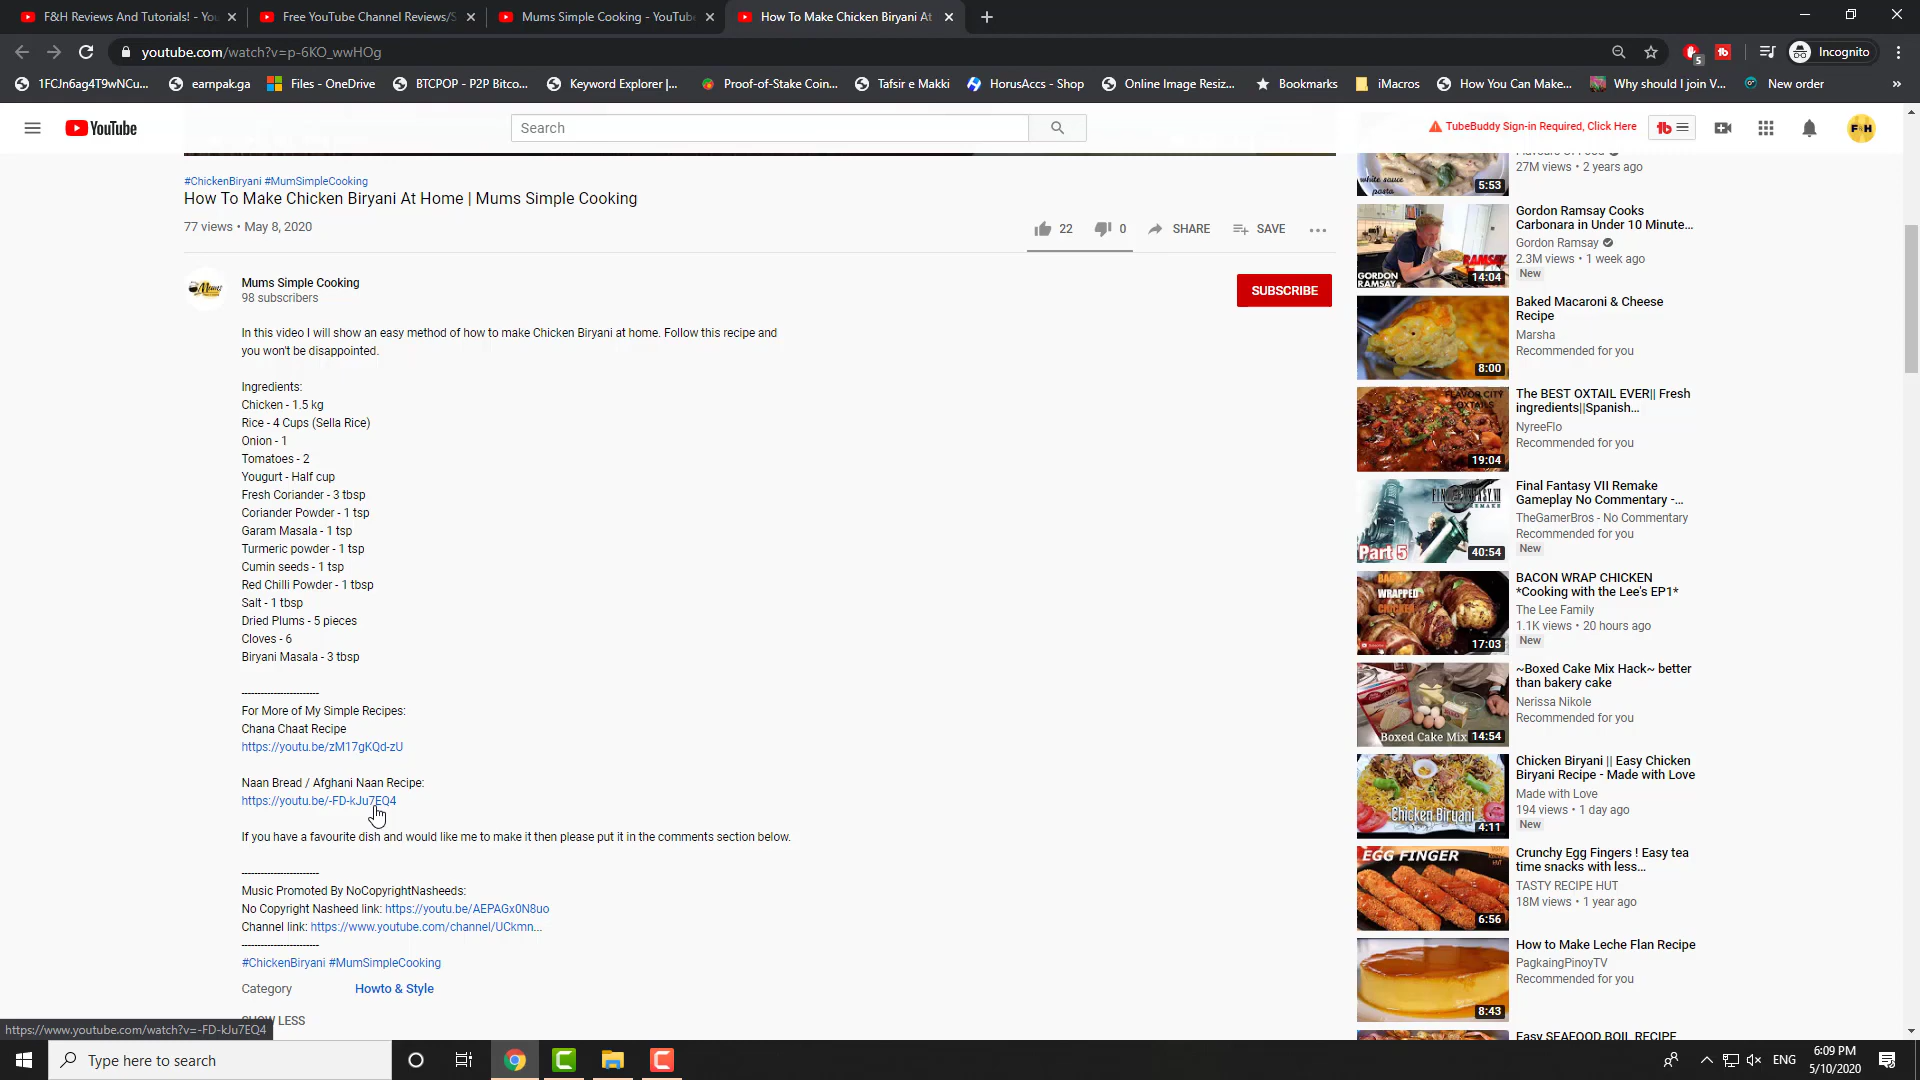 F&H Reviews And Tutorials! - You
Free YouTube Channel Reviews/S
Mums Simple Cooking - YouTube
How To Make Chicken Biryani At
youtube.com/watch?v=p-6KO_wwHOg
Incognito
1FCJn6ag4T9wNCu...
earnpak.ga
Files - OneDrive
BTCPOP - P2P Bitco...
Keyword Explorer |...
Proof-of-Stake Coin...
Tafsir e Makki
HorusAccs - Shop
Online Image Resiz...
Bookmarks
iMacros
How You Can Make...
Why should I join V...
New order
YouTube
Search
TubeBuddy Sign-in Required, Click Here
F&H
#ChickenBiryani #MumSimpleCooking
How To Make Chicken Biryani At Home | Mums Simple Cooking
77 views • May 8, 2020
22
0
SHARE
SAVE
Mums Simple Cooking
98 subscribers
SUBSCRIBE
In this video I will show an easy method of how to make Chicken Biryani at home. Follow this recipe and
you won't be disappointed.
Ingredients:
Chicken - 1.5 kg
Rice - 4 Cups (Sella Rice)
Onion - 1
Tomatoes - 2
Yougurt - Half cup
Fresh Coriander - 3 tbsp
Coriander Powder - 1 tsp
Garam Masala - 1 tsp
Turmeric powder - 1 tsp
Cumin seeds - 1 tsp
Red Chilli Powder - 1 tbsp
Salt - 1 tbsp
Dried Plums - 5 pieces
Cloves - 6
Biryani Masala - 3 tbsp
------------------------
For More of My Simple Recipes:
Chana Chaat Recipe
https://youtu.be/zM17gKQd-zU
Naan Bread / Afghani Naan Recipe:
https://youtu.be/-FD-kJu7EQ4
If you have a favourite dish and would like me to make it then please put it in the comments section below.
------------------------
Music Promoted By NoCopyrightNasheeds:
No Copyright Nasheed link: https://youtu.be/AEPAGx0N8uo
Channel link: https://www.youtube.com/channel/UCkmn...
------------------------
#ChickenBiryani #MumSimpleCooking
Category
Howto & Style
SHOW LESS
https://www.youtube.com/watch?v=-FD-kJu7EQ4
white sauce
pasta
5:53
27M views • 2 years ago
GORDON
RAMSAY
RAMSAY
14:04
Gordon Ramsay Cooks
Carbonara in Under 10 Minute...
Gordon Ramsay
2.3M views • 1 week ago
New
8:00
Baked Macaroni & Cheese
Recipe
Marsha
Recommended for you
FLAVOR CITY
OXTAILS
19:04
The BEST OXTAIL EVER|| Fresh
ingredients||Spanish...
NyreeFlo
Recommended for you
Part 5
40:54
Final Fantasy VII Remake
Gameplay No Commentary -...
TheGamerBros - No Commentary
Recommended for you
New
BACON
WRAPPED
CHICKEN
17:03
BACON WRAP CHICKEN
*Cooking with the Lee's EP1*
The Lee Family
1.1K views • 20 hours ago
New
Boxed Cake Mix
14:54
~Boxed Cake Mix Hack~ better
than bakery cake
Nerissa Nikole
Recommended for you
Chicken Biryani
4:11
Chicken Biryani || Easy Chicken
Biryani Recipe - Made with Love
Made with Love
194 views • 1 day ago
New
EGG FINGER
6:56
Crunchy Egg Fingers ! Easy tea
time snacks with less...
TASTY RECIPE HUT
18M views • 1 year ago
8:43
How to Make Leche Flan Recipe
PagkaingPinoyTV
Recommended for you
Easy SEAFOOD BOIL RECIPE
Type here to search
ENG
6:09 PM
5/10/2020